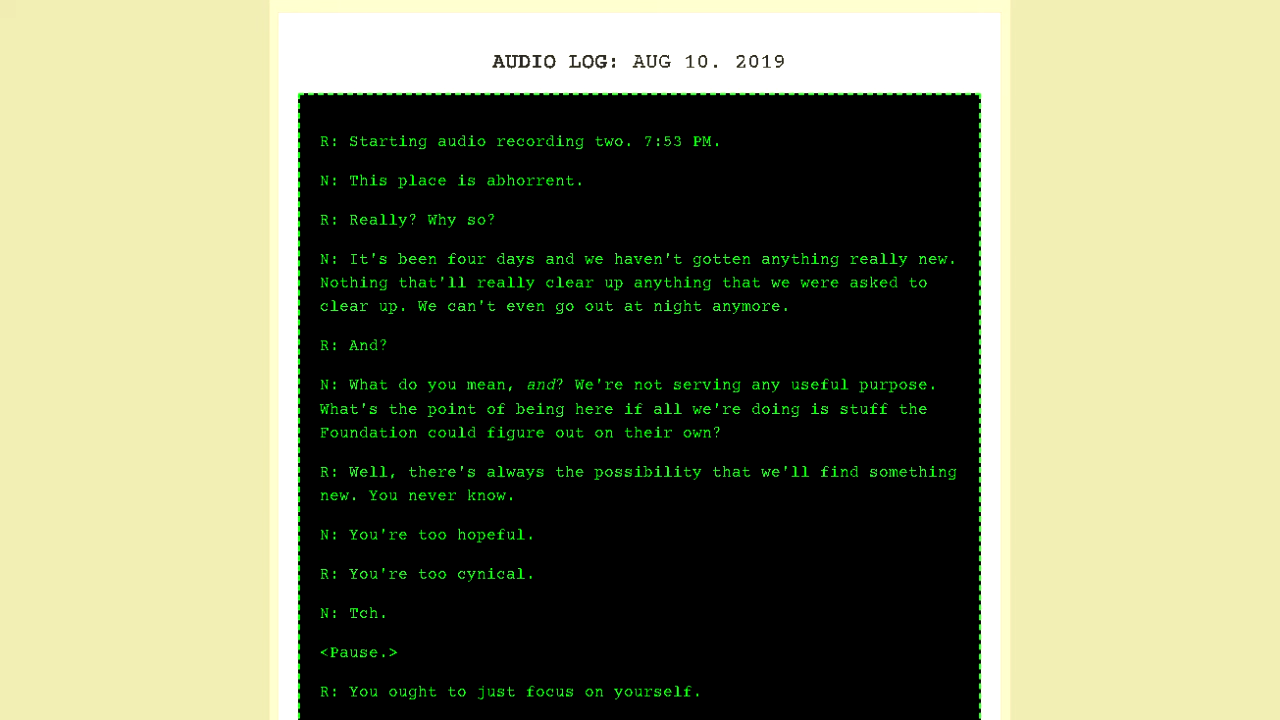 AUDIO LOG: AUG 10. 2019
R: Starting audio recording two. 7:53 PM.
N: This place is abhorrent.
R: Really? Why so?
N: It's been four days and we haven't gotten anything really new.
Nothing that'll really clear up anything that we were asked to
clear up. We can't even go out at night anymore.
R: And?
N: What do you mean, and? We're not serving any useful purpose.
What's the point of being here if all we're doing is stuff the
Foundation could figure out on their own?
R: Well, there's always the possibility that we'll find something
new. You never know.
N: You're too hopeful.
R: You're too cynical.
N: Tch.
<Pause.>
R: You ought to just focus on yourself.